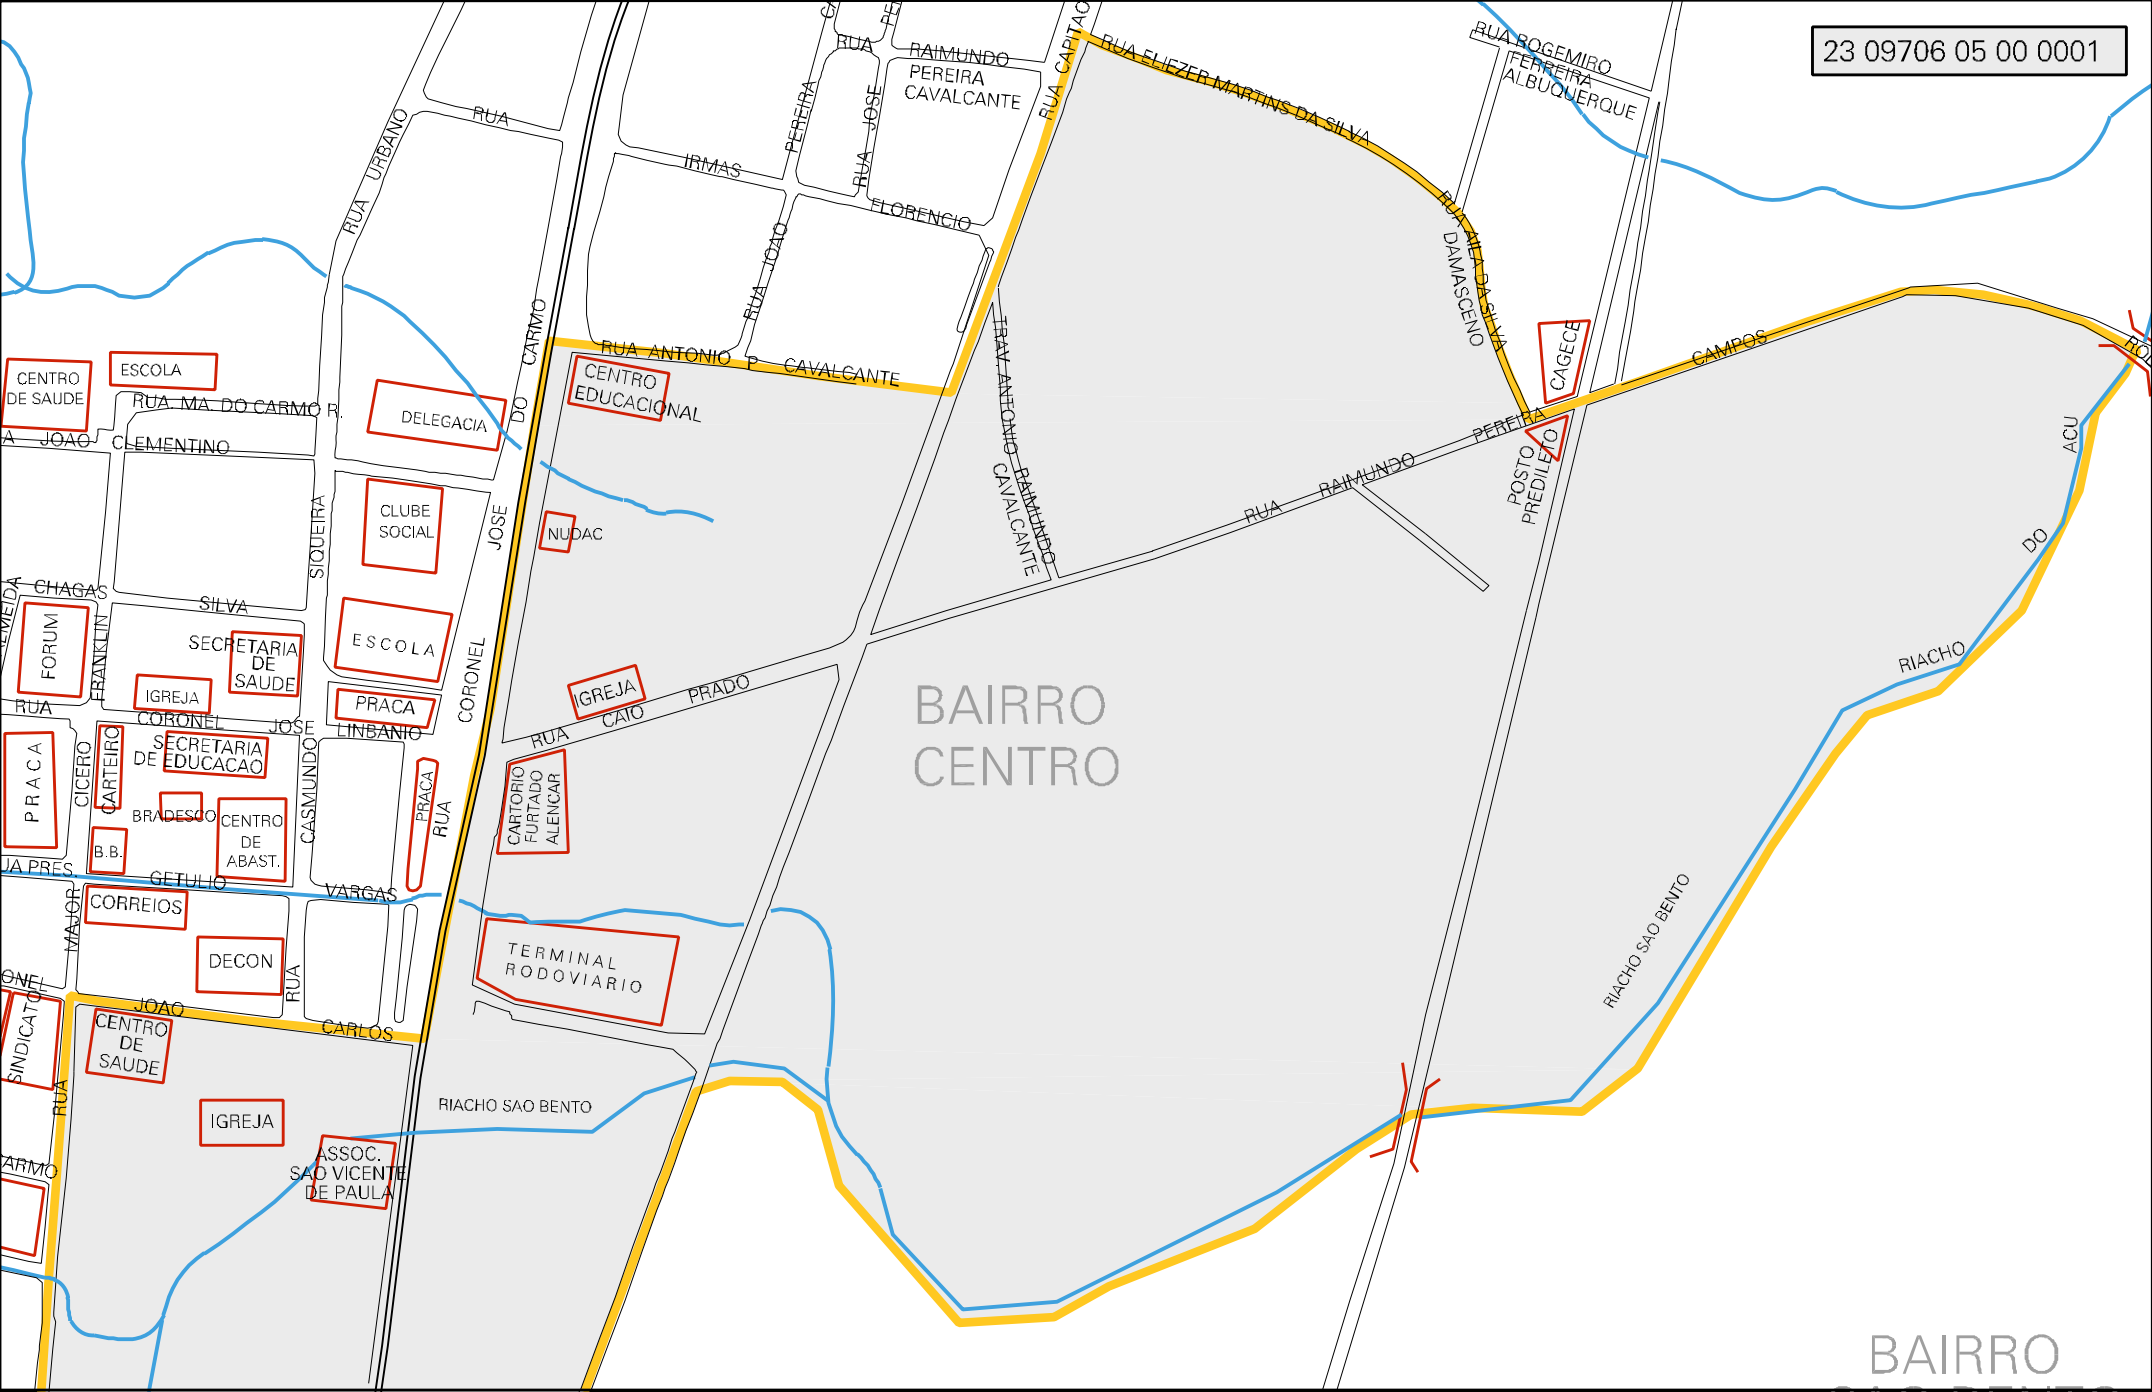 23 09706 05 00 0001
RUA CAPITAO
RUA ELIEZER MARTINS DA SILVA
RUA ROGEMIRO
FERREIRA
ALBUQUERQUE
RUA
RAIMUNDO
PEREIRA
CAVALCANTE
RUA JOSE
PEREIRA
RUA
RUA URBANO
IRMAS
FLORENCIO
RUA JOAO
RUA AILA DA SILVA
DAMASCENO
CAGECE
CAMPOS
RUA ANTONIO P CAVALCANTE
CENTRO
EDUCACIONAL
TRAV. ANTONIO RAIMUNDO
CAVALCANTE
RUA RAIMUNDO PEREIRA
POSTO
PREDILETO
RIACHO DO ACU
CENTRO
DE SAUDE
ESCOLA
RUA. MA. DO CARMO R.
JOAO CLEMENTINO
DELEGACIA
CLUBE
SOCIAL
SIQUEIRA
RUA CORONEL JOSE DO CARMO
NUDAC
CHAGAS SILVA
FORUM
FRANKLIN
SECRETARIA
DE
SAUDE
ESCOLA
IGREJA
PRACA
RUA CORONEL JOSE LINBANIO
IGREJA
RUA CAIO PRADO
BAIRRO
CENTRO
PRACA
CICERO
CARTEIRO
SECRETARIA
DE EDUCACAO
CASMUNDO
PRACA
BRADESCO
CENTRO
DE
ABAST.
B.B.
CARTORIO
FURTADO
ALENCAR
UA PRES. GETULIO VARGAS
MAJOR
CORREIOS
DECON
RUA
TERMINAL
RODOVIARIO
RIACHO SAO BENTO
ONEL JOAO CARLOS
SINDICATO
CENTRO
DE
SAUDE
RUA
IGREJA
RIACHO SAO BENTO
ASSOC.
SAO VICENTE
DE PAULA
ARMO
BAIRRO